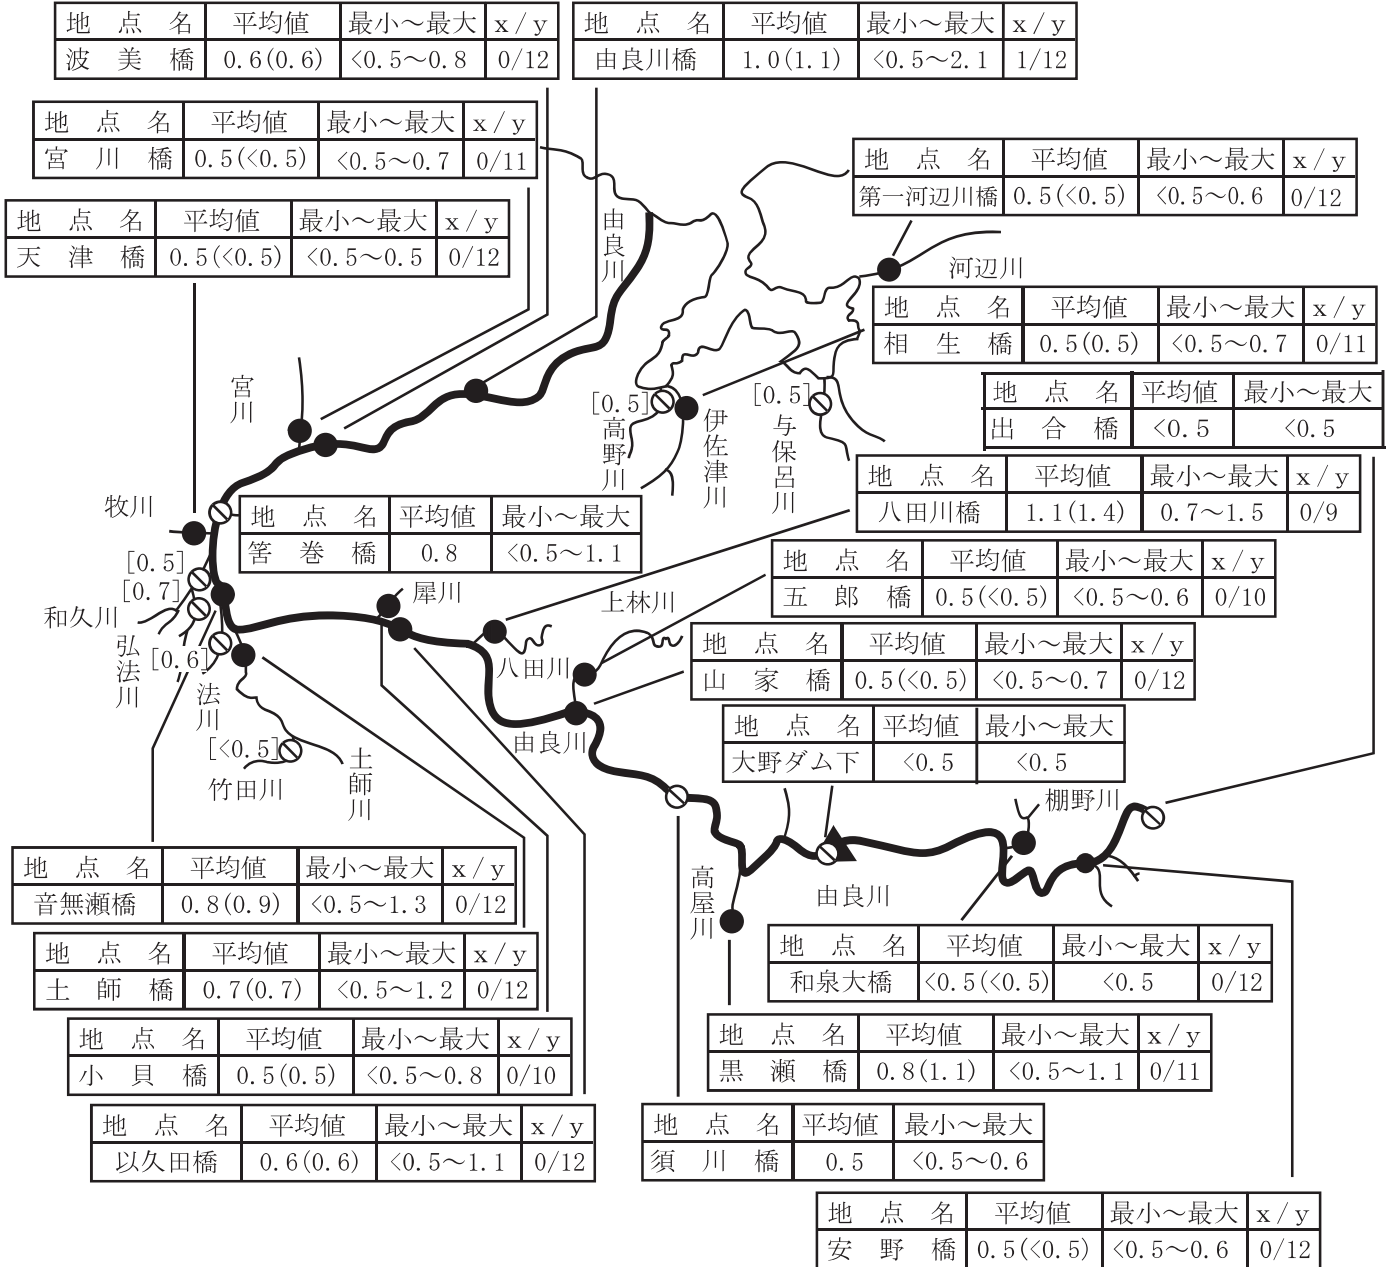 地点名 平均値 最小～最大 x/y
波美橋 0.6(0.6) <0.5～0.8 0/12
地点名 平均値 最小～最大 x/y
由良川橋 1.0(1.1) <0.5～2.1 1/12
地点名 平均値 最小～最大 x/y
宮川橋 0.5(<0.5) <0.5～0.7 0/11
地点名 平均値 最小～最大 x/y
第一河辺川橋 0.5(<0.5) <0.5～0.6 0/12
地点名 平均値 最小～最大 x/y
天津橋 0.5(<0.5) <0.5～0.5 0/12
由良川
河辺川
地点名 平均値 最小～最大 x/y
相生橋 0.5(0.5) <0.5～0.7 0/11
宮川
[0.5]
高野川
伊佐津川
[0.5]
与保呂川
地点名 平均値 最小～最大
出合橋 <0.5 <0.5
地点名 平均値 最小～最大 x/y
八田川橋 1.1(1.4) 0.7～1.5 0/9
牧川
地点名 平均値 最小～最大
筈巻橋 0.8 <0.5～1.1
[0.5]
[0.7]
和久川
弘法川
[0.6]
法川
犀川
上林川
八田川
地点名 平均値 最小～最大 x/y
五郎橋 0.5(<0.5) <0.5～0.6 0/10
地点名 平均値 最小～最大 x/y
山家橋 0.5(<0.5) <0.5～0.7 0/12
由良川
[<0.5]
竹田川
土師川
地点名 平均値 最小～最大
大野ダム下 <0.5 <0.5
棚野川
高屋川
由良川
地点名 平均値 最小～最大 x/y
音無瀬橋 0.8(0.9) <0.5～1.3 0/12
地点名 平均値 最小～最大 x/y
土師橋 0.7(0.7) <0.5～1.2 0/12
地点名 平均値 最小～最大 x/y
和泉大橋 <0.5(<0.5) <0.5 0/12
地点名 平均値 最小～最大 x/y
小貝橋 0.5(0.5) <0.5～0.8 0/10
地点名 平均値 最小～最大 x/y
黒瀬橋 0.8(1.1) <0.5～1.1 0/11
地点名 平均値 最小～最大 x/y
以久田橋 0.6(0.6) <0.5～1.1 0/12
地点名 平均値 最小～最大
須川橋 0.5 <0.5～0.6
地点名 平均値 最小～最大 x/y
安野橋 0.5(<0.5) <0.5～0.6 0/12